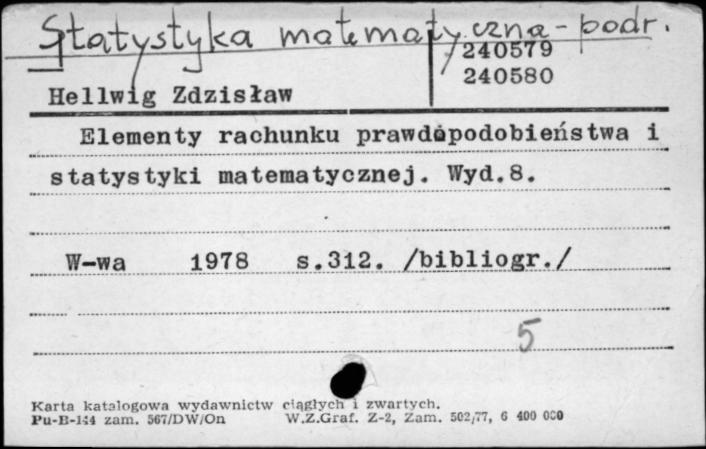 Statystyka matematyczna - podr.
240579
240580
Hellwig Zdzisław
Elementy rachunku prawdopodobieństwa i
statystyki matematycznej. Wyd.8.
W-wa 1978 s.312. /bibliogr./
5
Karta katalogowa wydawnictw ciągłych i zwartych.
Pu-B-144 zam. 567/DW/On W.Z.Graf. Z-2, Zam. 502/77, 6 400 000